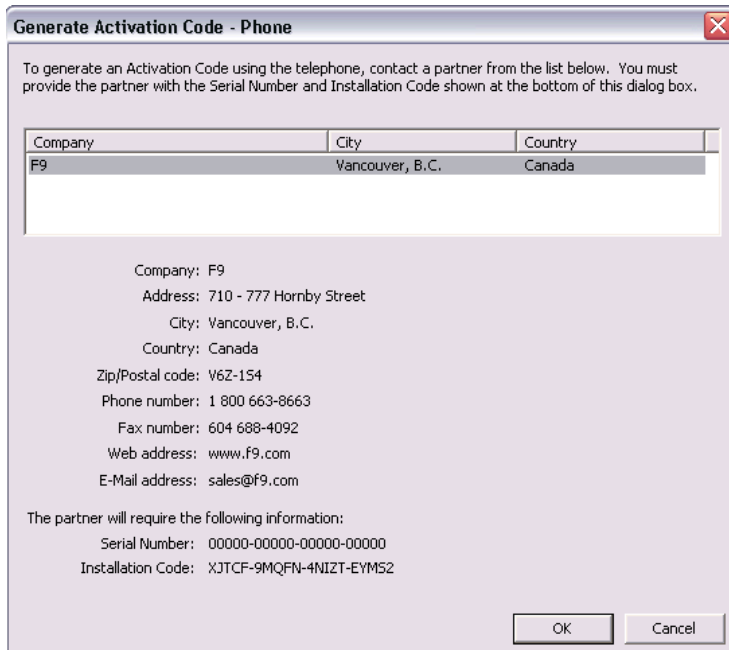 Generate Activation Code - Phone
To generate an Activation Code using the telephone, contact a partner from the list below. You must
provide the partner with the Serial Number and Installation Code shown at the bottom of this dialog box.
Company City Country
F9 Vancouver, B.C. Canada
Company: F9
Address: 710 - 777 Hornby Street
City: Vancouver, B.C.
Country: Canada
Zip/Postal code: V6Z-1S4
Phone number: 1 800 663-8663
Fax number: 604 688-4092
Web address: www.f9.com
E-Mail address: sales@f9.com
The partner will require the following information:
Serial Number: 00000-00000-00000-00000
Installation Code: XJTCF-9MQFN-4NIZT-EYMS2
OK Cancel